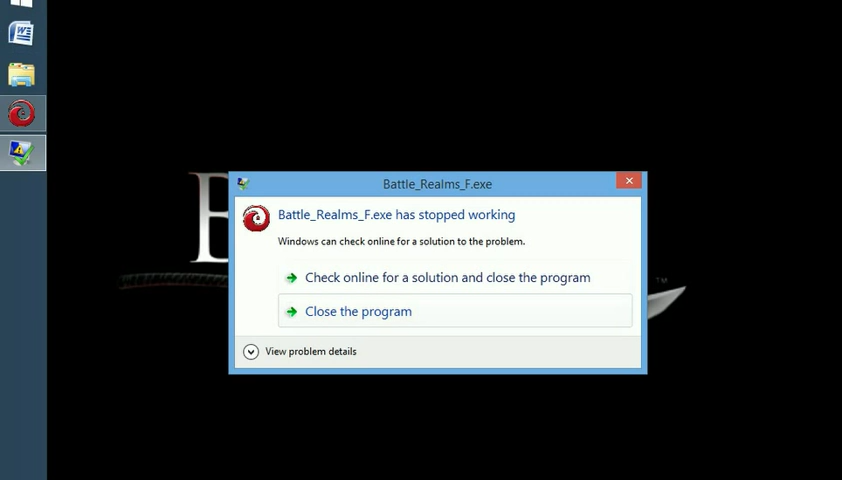 Battle_Realms_F.exe
Battle_Realms_F.exe has stopped working
Windows can check online for a solution to the problem.
Check online for a solution and close the program
Close the program
View problem details
B
TM